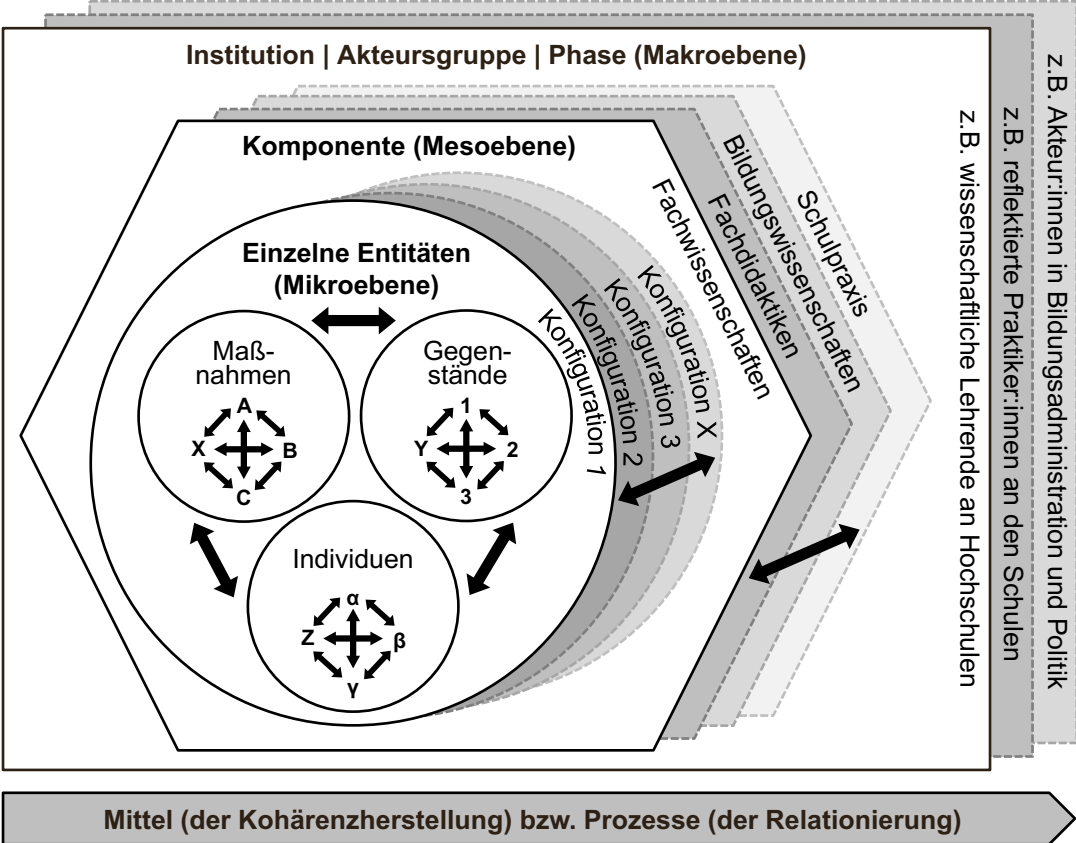 Institution | Akteursgruppe | Phase (Makroebene)
Komponente (Mesoebene)
Einzelne Entitäten
(Mikroebene)
Maß-
nahmen
A
X
B
C
Gegen-
stände
1
Y
2
3
Individuen
α
Z
β
γ
Konfiguration 1
Konfiguration 2
Konfiguration 3
Konfiguration X
Fachwissenschaften
Fachdidaktiken
Bildungswissenschaften
Schulpraxis
z.B. wissenschaftliche Lehrende an Hochschulen
z.B. reflektierte Praktiker:innen an den Schulen
z.B. Akteur:innen in Bildungsadministration und Politik
Mittel (der Kohärenzherstellung) bzw. Prozesse (der Relationierung)